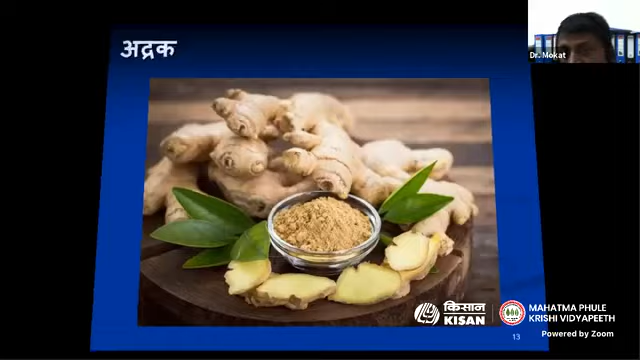 अद्रक
Dr. Mokat
किसान
KISAN
MAHATMA PHULE
KRISHI VIDYAPEETH
Powered by Zoom
13